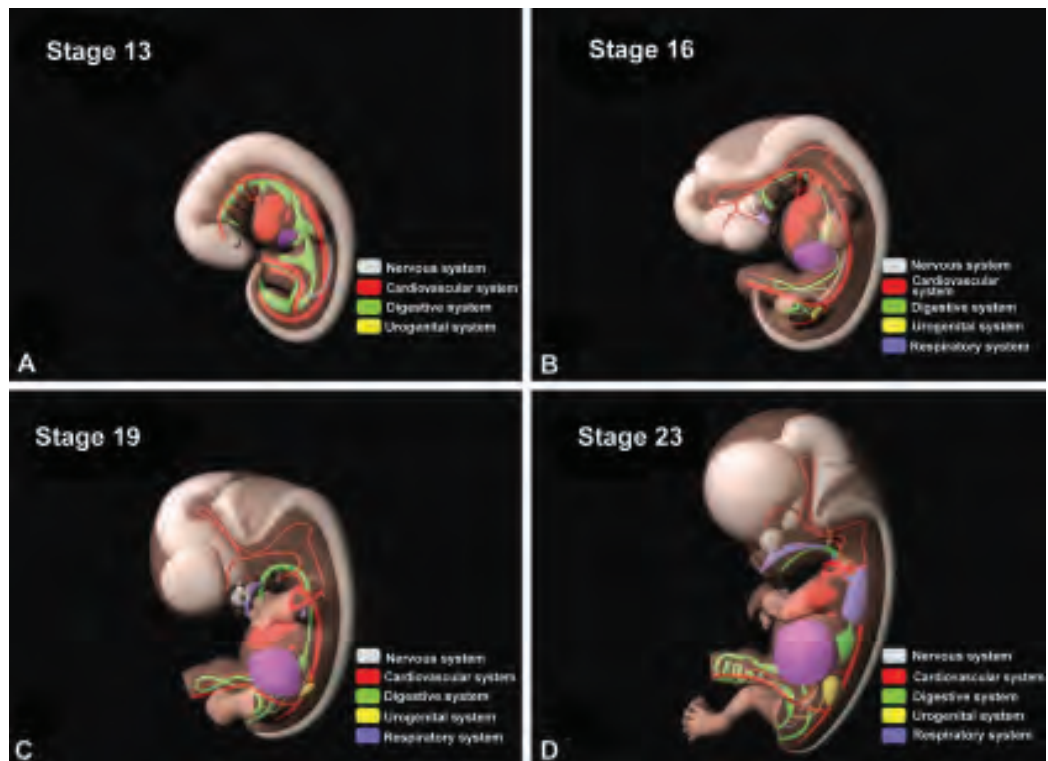 Stage 13
Nervous system
Cardiovascular system
Digestive system
Urogenital system
A
Stage 16
Nervous system
Cardiovascular
system
Digestive system
Urogenital system
Respiratory system
B
Stage 19
Nervous system
Cardiovascular system
Digestive system
Urogenital system
Respiratory system
C
Stage 23
Nervous system
Cardiovascular system
Digestive system
Urogenital system
Respiratory system
D